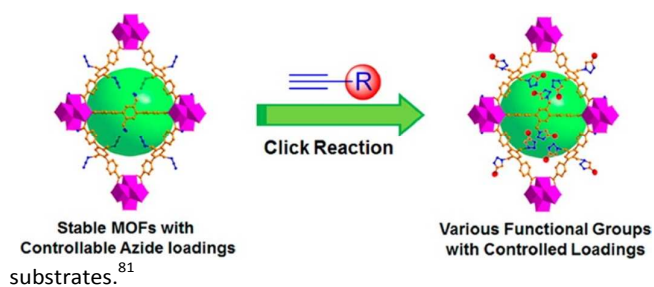 R
Click Reaction
Stable MOFs with
Controllable Azide loadings
Various Functional Groups
with Controlled Loadings
substrates.81